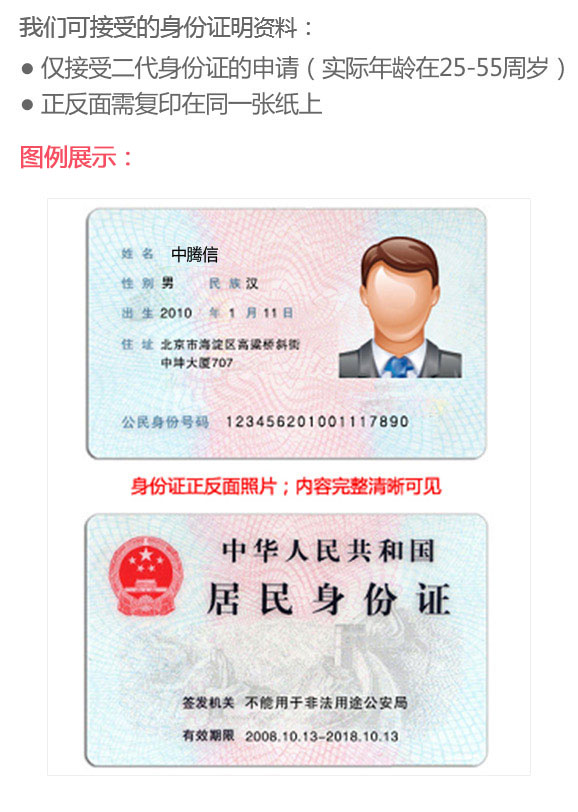 我们可接受的身份证明资料：
● 仅接受二代身份证的申请（实际年龄在25-55周岁）
● 正反面需复印在同一张纸上
图例展示：
姓 名 中腾信
性 别 男 民 族 汉
出 生 2010 年 1 月 11 日
住 址 北京市海淀区高梁桥斜街
中坤大厦707
公民身份号码 123456201001117890
身份证正反面照片；内容完整清晰可见
中华人民共和国
居民身份证
签发机关 不能用于非法用途公安局
有效期限 2008.10.13-2018.10.13